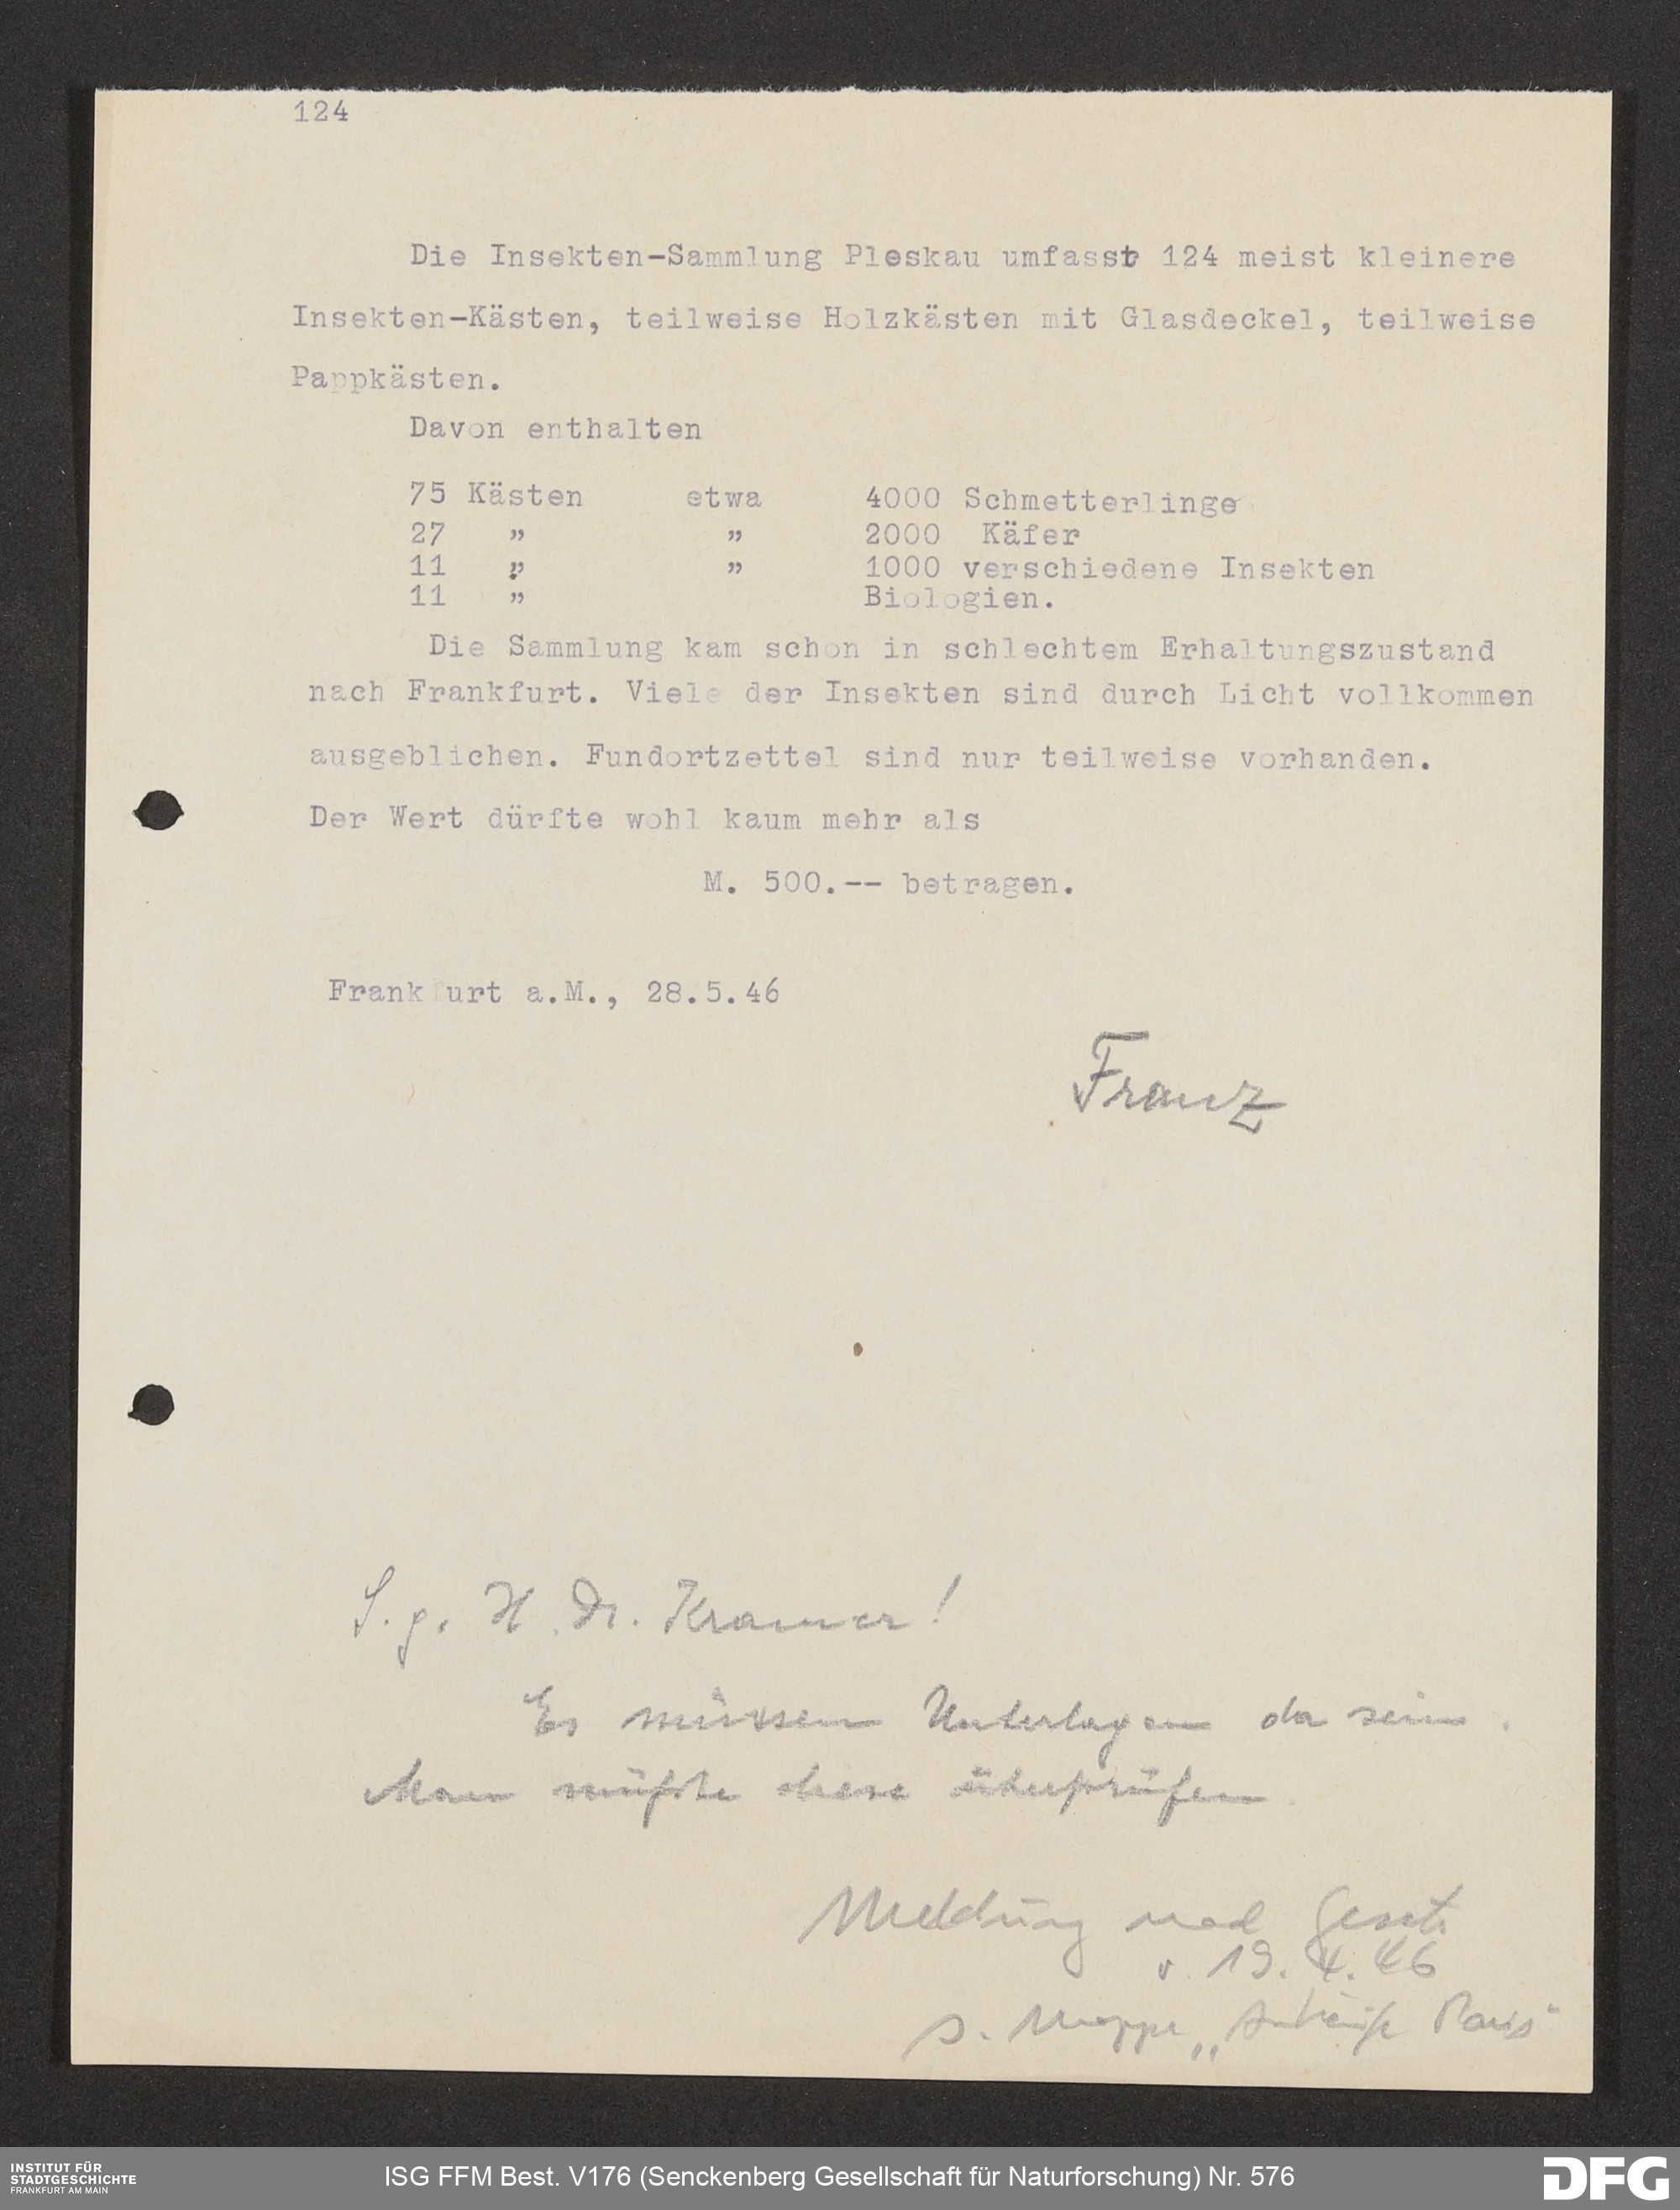 124
Die Insekten-Sammlung Pleskau umfasst 124 meist kleinere
Insekten-Kästen, teilweise Holzkästen mit Glasdeckel, teilweise
Pappkästen.
Davon enthalten
75 Kästen etwa 4000 Schmetterlinge
27 " " 2000 Käfer
11 " " 1000 verschiedene Insekten
11 " Biologien.
Die Sammlung kam schon in schlechtem Erhaltungszustand
nach Frankfurt. Viele der Insekten sind durch Licht vollkommen
ausgeblichen. Fundortzettel sind nur teilweise vorhanden.
Der Wert dürfte wohl kaum mehr als
M. 500.-- betragen.
Frankfurt a.M., 28.5.46
Franz
S. g. H. Dr. Kramer!
Es müssen Unterlagen da sein.
Man müßte diese überprüfen
Meldung nach Gesetz
v. 19. 4. 46
s. Mappe „Ankäufe Paris"
INSTITUT FÜR
STADTGESCHICHTE
FRANKFURT AM MAIN
ISG FFM Best. V176 (Senckenberg Gesellschaft für Naturforschung) Nr. 576
DFG